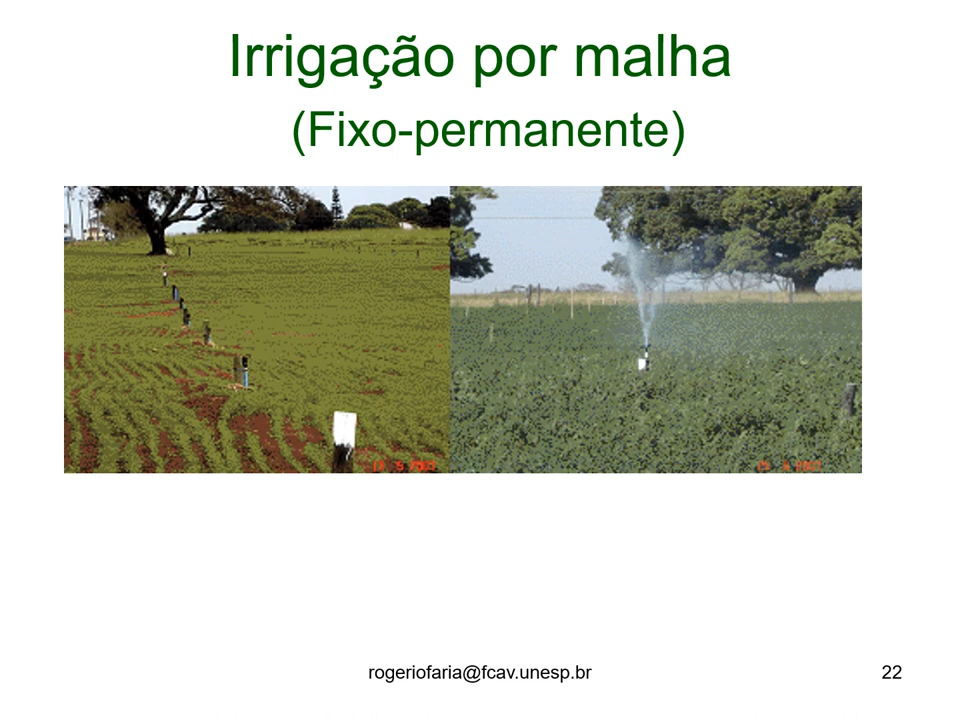 Irrigação por malha
(Fixo-permanente)
rogeriofaria@fcav.unesp.br
22